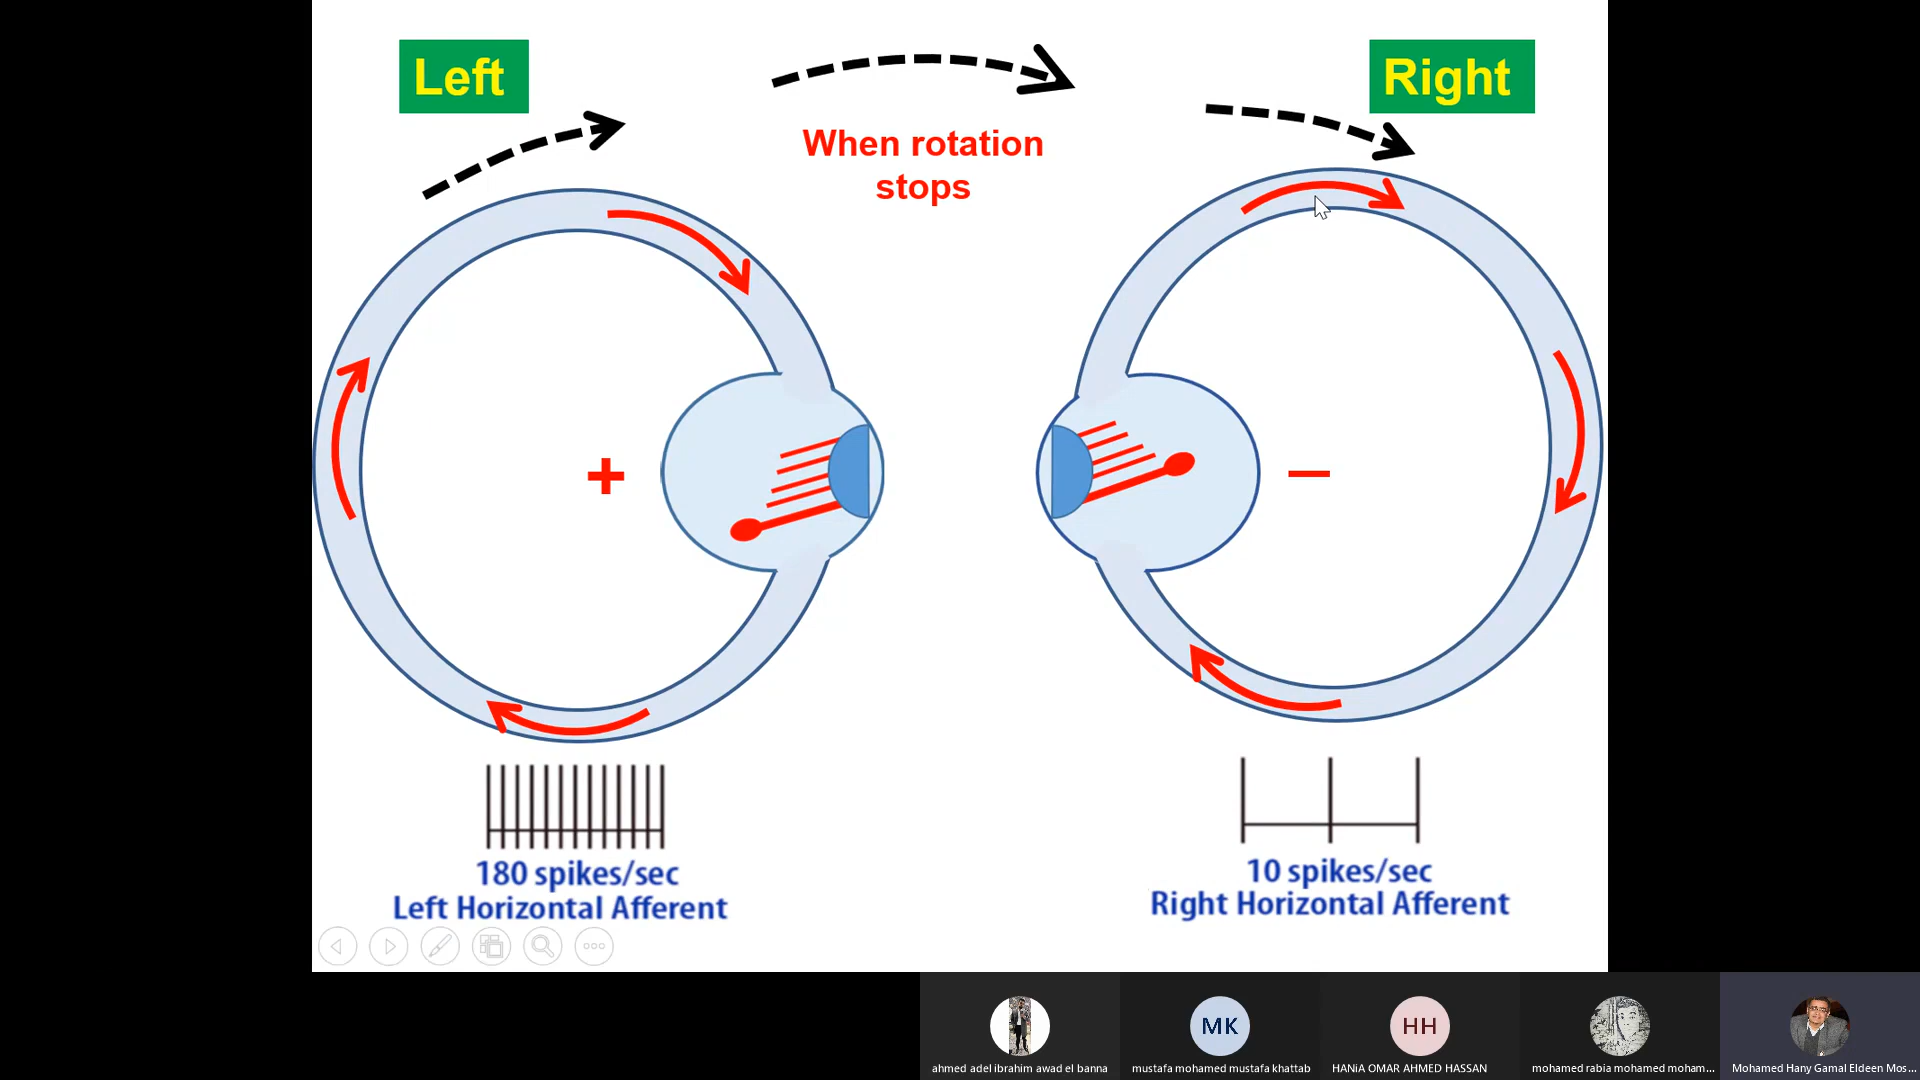 Left
Right
When rotation
stops
+
–
180 spikes/sec
Left Horizontal Afferent
10 spikes/sec
Right Horizontal Afferent
MK
HH
ahmed adel ibrahim awad el banna
mustafa mohamed mustafa khattab
HANiA OMAR AHMED HASSAN
mohamed rabia mohamed moham...
Mohamed Hany Gamal Eldeen Mos...